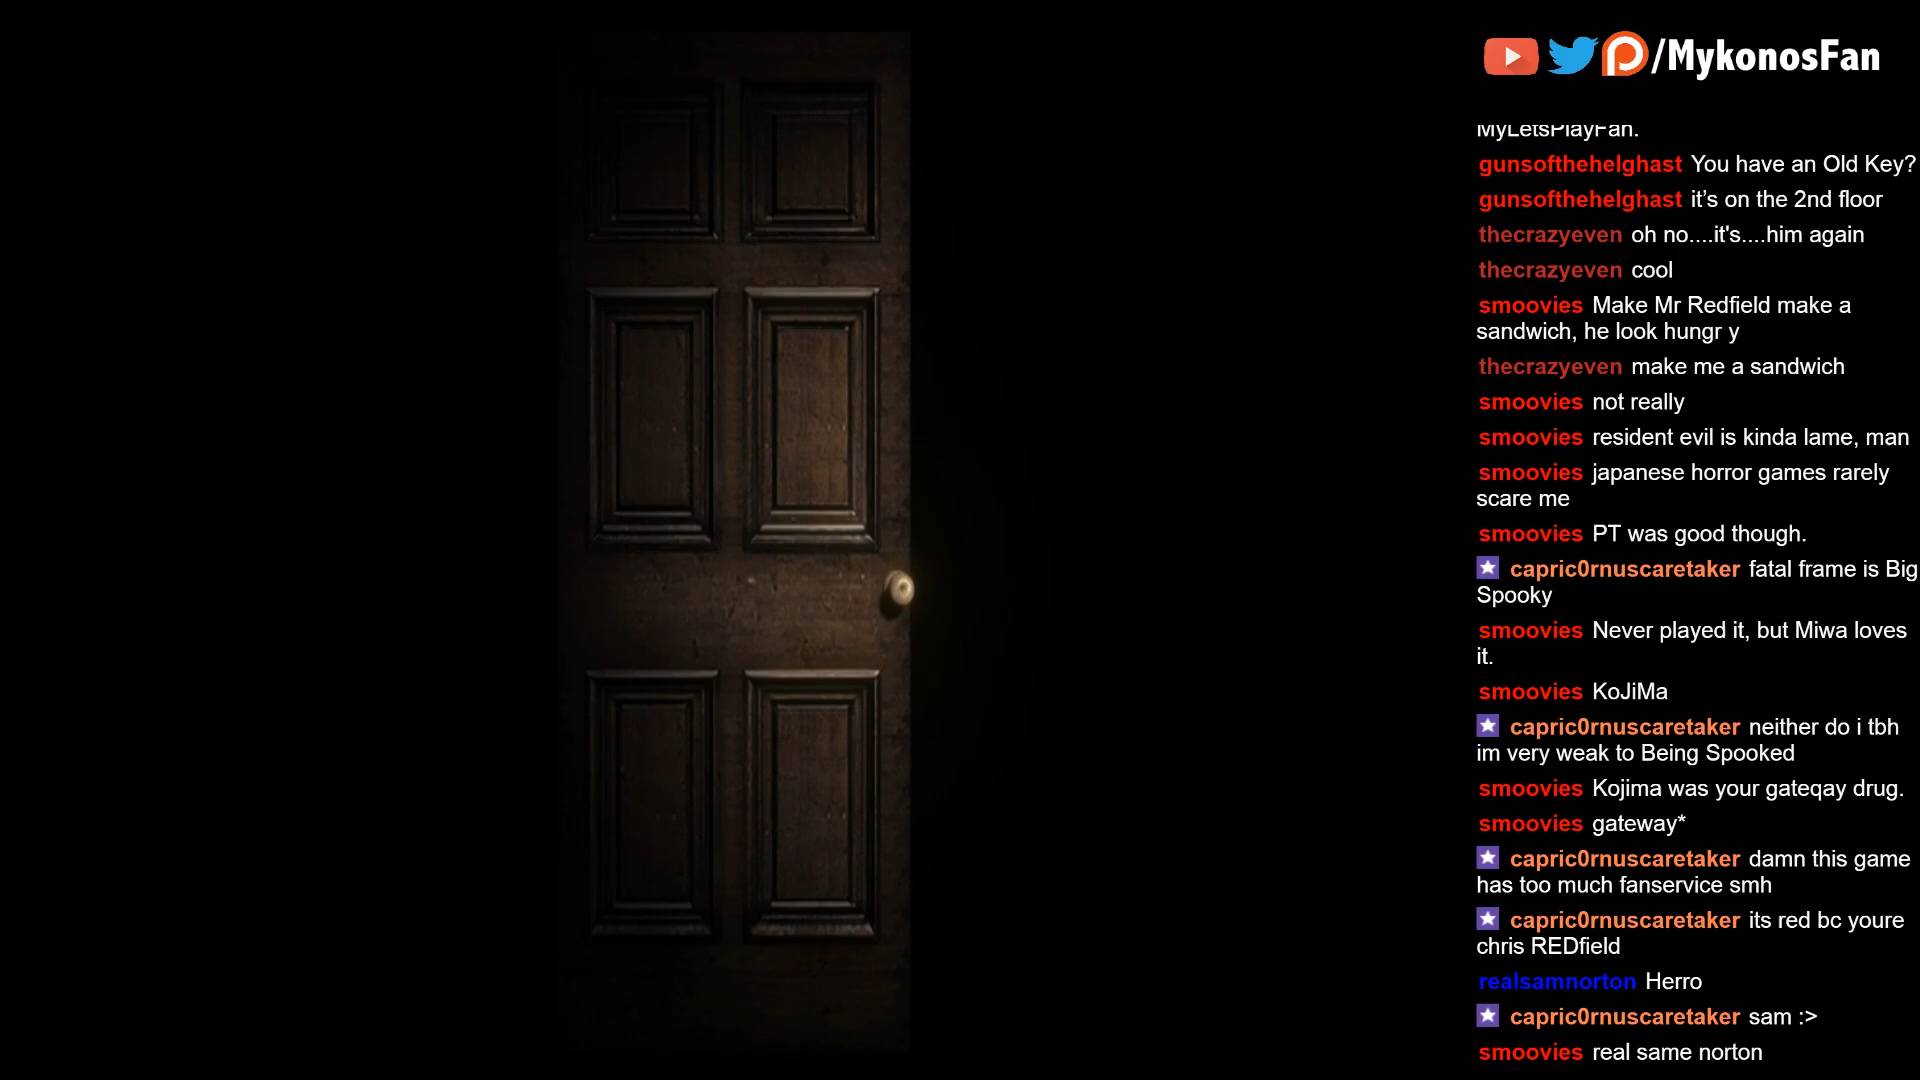 /MykonosFan
MyLetsPlayFan.
gunsofthehelghast You have an Old Key?
gunsofthehelghast it's on the 2nd floor
thecrazyeven oh no....it's....him again
thecrazyeven cool
smoovies Make Mr Redfield make a
sandwich, he look hungr y
thecrazyeven make me a sandwich
smoovies not really
smoovies resident evil is kinda lame, man
smoovies japanese horror games rarely
scare me
smoovies PT was good though.
capric0rnuscaretaker fatal frame is Big
Spooky
smoovies Never played it, but Miwa loves
it.
smoovies KoJiMa
capric0rnuscaretaker neither do i tbh
im very weak to Being Spooked
smoovies Kojima was your gateqay drug.
smoovies gateway*
capric0rnuscaretaker damn this game
has too much fanservice smh
capric0rnuscaretaker its red bc youre
chris REDfield
realsamnorton Herro
capric0rnuscaretaker sam :>
smoovies real same norton